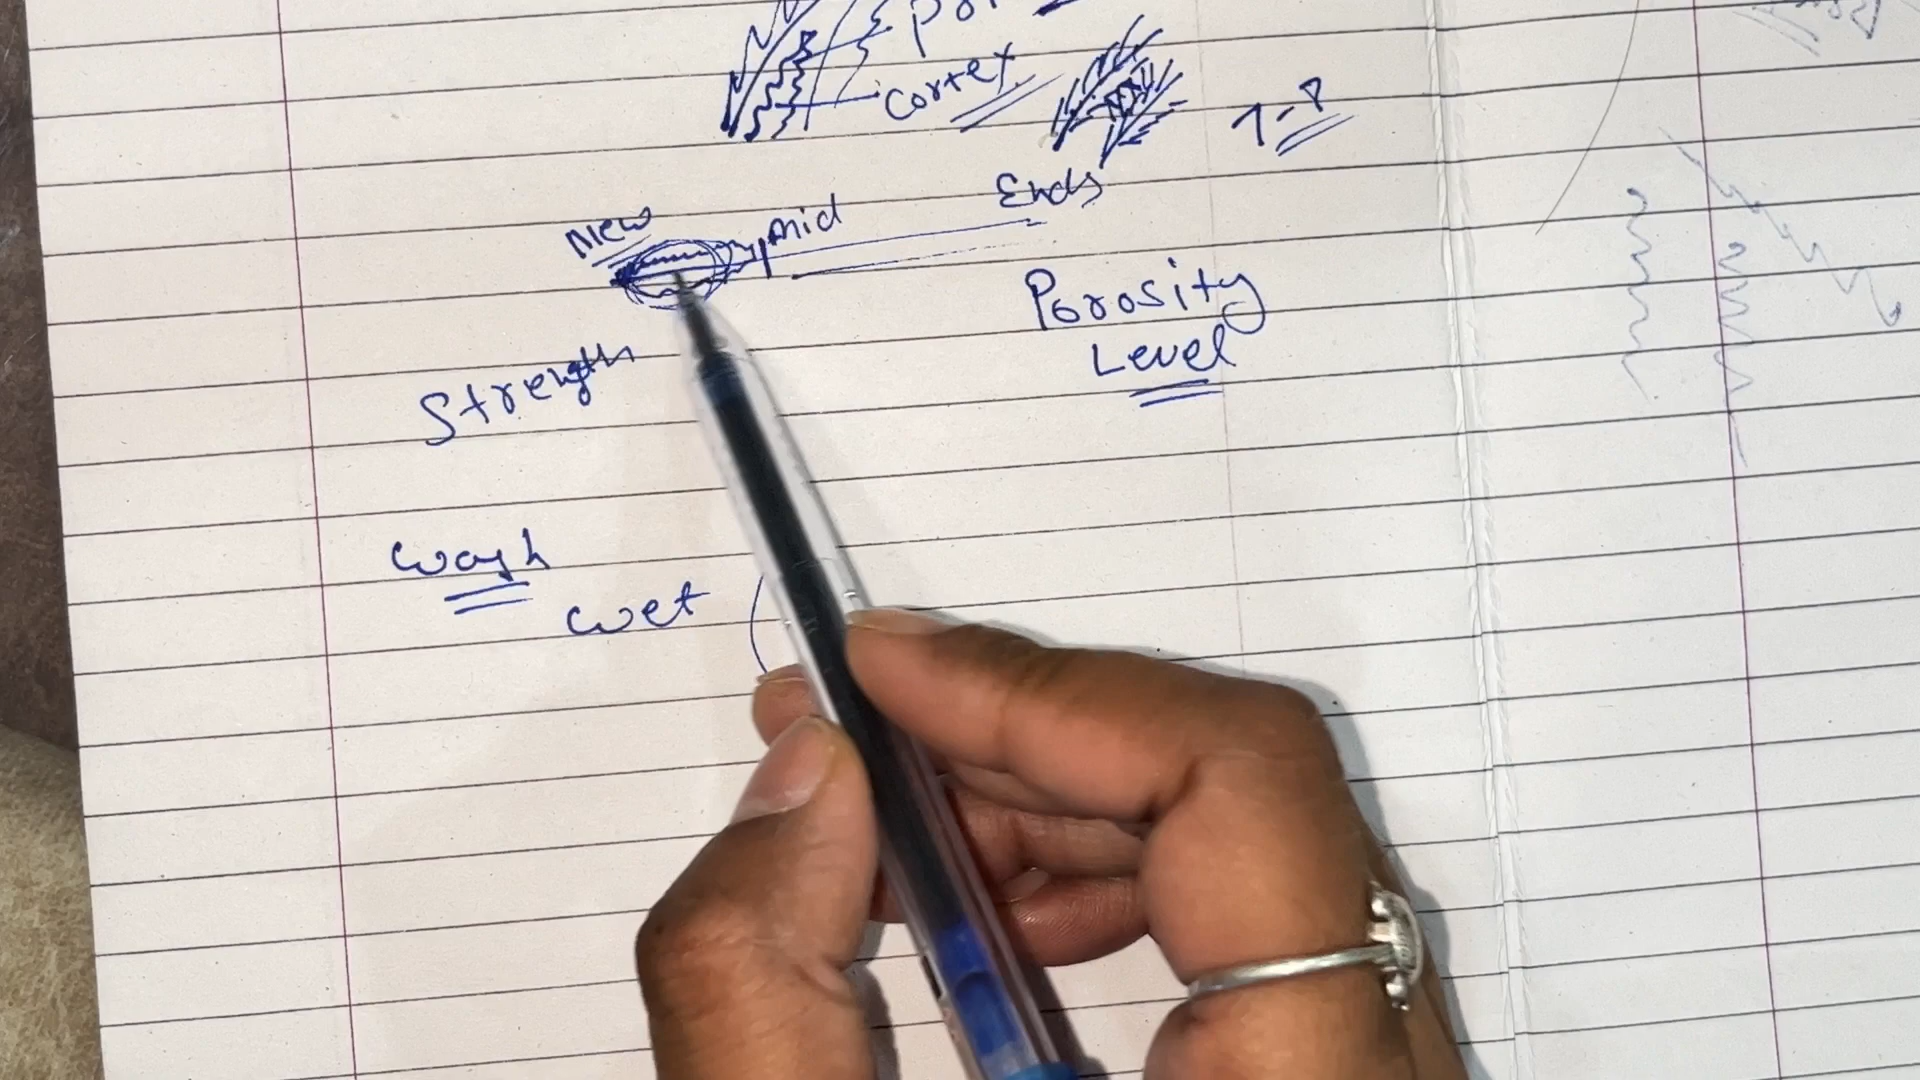 Cortex
New Mid Ends
Porosity
Level
Strength
Wash
Wet